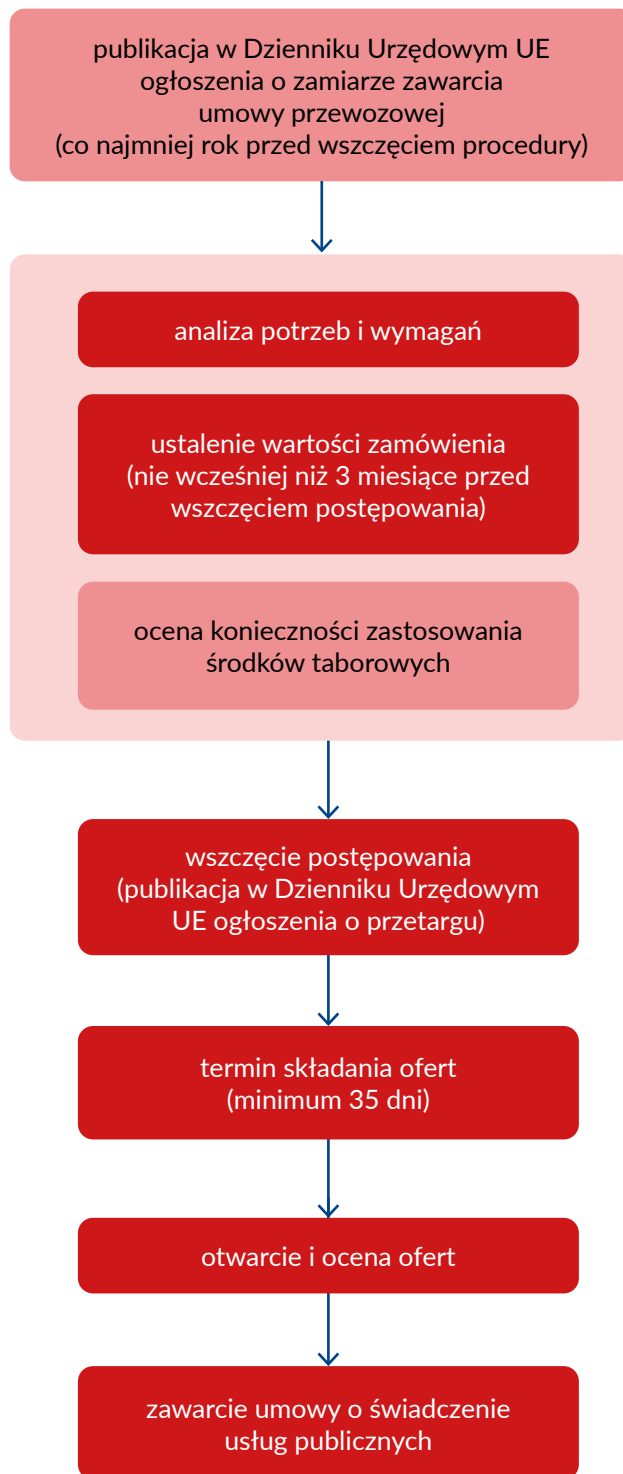 publikacja w Dzienniku Urzędowym UE
ogłoszenia o zamiarze zawarcia
umowy przewozowej
(co najmniej rok przed wszczęciem procedury)
analiza potrzeb i wymagań
ustalenie wartości zamówienia
(nie wcześniej niż 3 miesiące przed
wszczęciem postępowania)
ocena konieczności zastosowania
środków taborowych
wszczęcie postępowania
(publikacja w Dzienniku Urzędowym
UE ogłoszenia o przetargu)
termin składania ofert
(minimum 35 dni)
otwarcie i ocena ofert
zawarcie umowy o świadczenie
usług publicznych